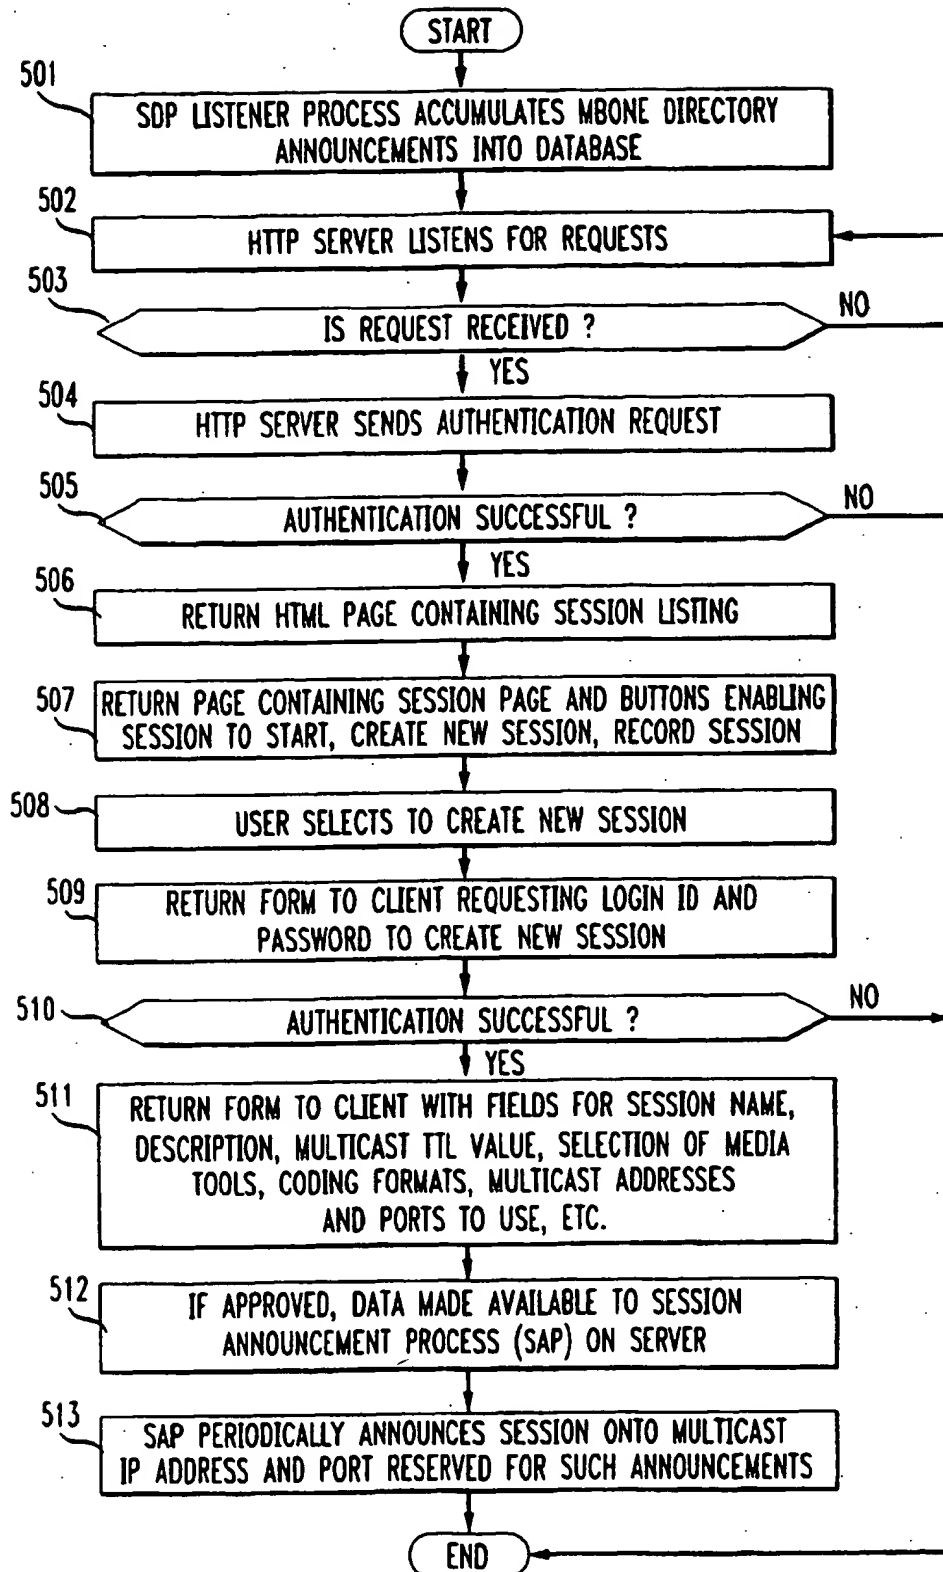 START
501
SDP LISTENER PROCESS ACCUMULATES MBONE DIRECTORY
ANNOUNCEMENTS INTO DATABASE
502
HTTP SERVER LISTENS FOR REQUESTS
503
IS REQUEST RECEIVED ?
NO
YES
504
HTTP SERVER SENDS AUTHENTICATION REQUEST
505
AUTHENTICATION SUCCESSFUL ?
NO
YES
506
RETURN HTML PAGE CONTAINING SESSION LISTING
507
RETURN PAGE CONTAINING SESSION PAGE AND BUTTONS ENABLING
SESSION TO START, CREATE NEW SESSION, RECORD SESSION
508
USER SELECTS TO CREATE NEW SESSION
509
RETURN FORM TO CLIENT REQUESTING LOGIN ID AND
PASSWORD TO CREATE NEW SESSION
510
AUTHENTICATION SUCCESSFUL ?
NO
YES
511
RETURN FORM TO CLIENT WITH FIELDS FOR SESSION NAME,
DESCRIPTION, MULTICAST TTL VALUE, SELECTION OF MEDIA
TOOLS, CODING FORMATS, MULTICAST ADDRESSES
AND PORTS TO USE, ETC.
512
IF APPROVED, DATA MADE AVAILABLE TO SESSION
ANNOUNCEMENT PROCESS (SAP) ON SERVER
513
SAP PERIODICALLY ANNOUNCES SESSION ONTO MULTICAST
IP ADDRESS AND PORT RESERVED FOR SUCH ANNOUNCEMENTS
END